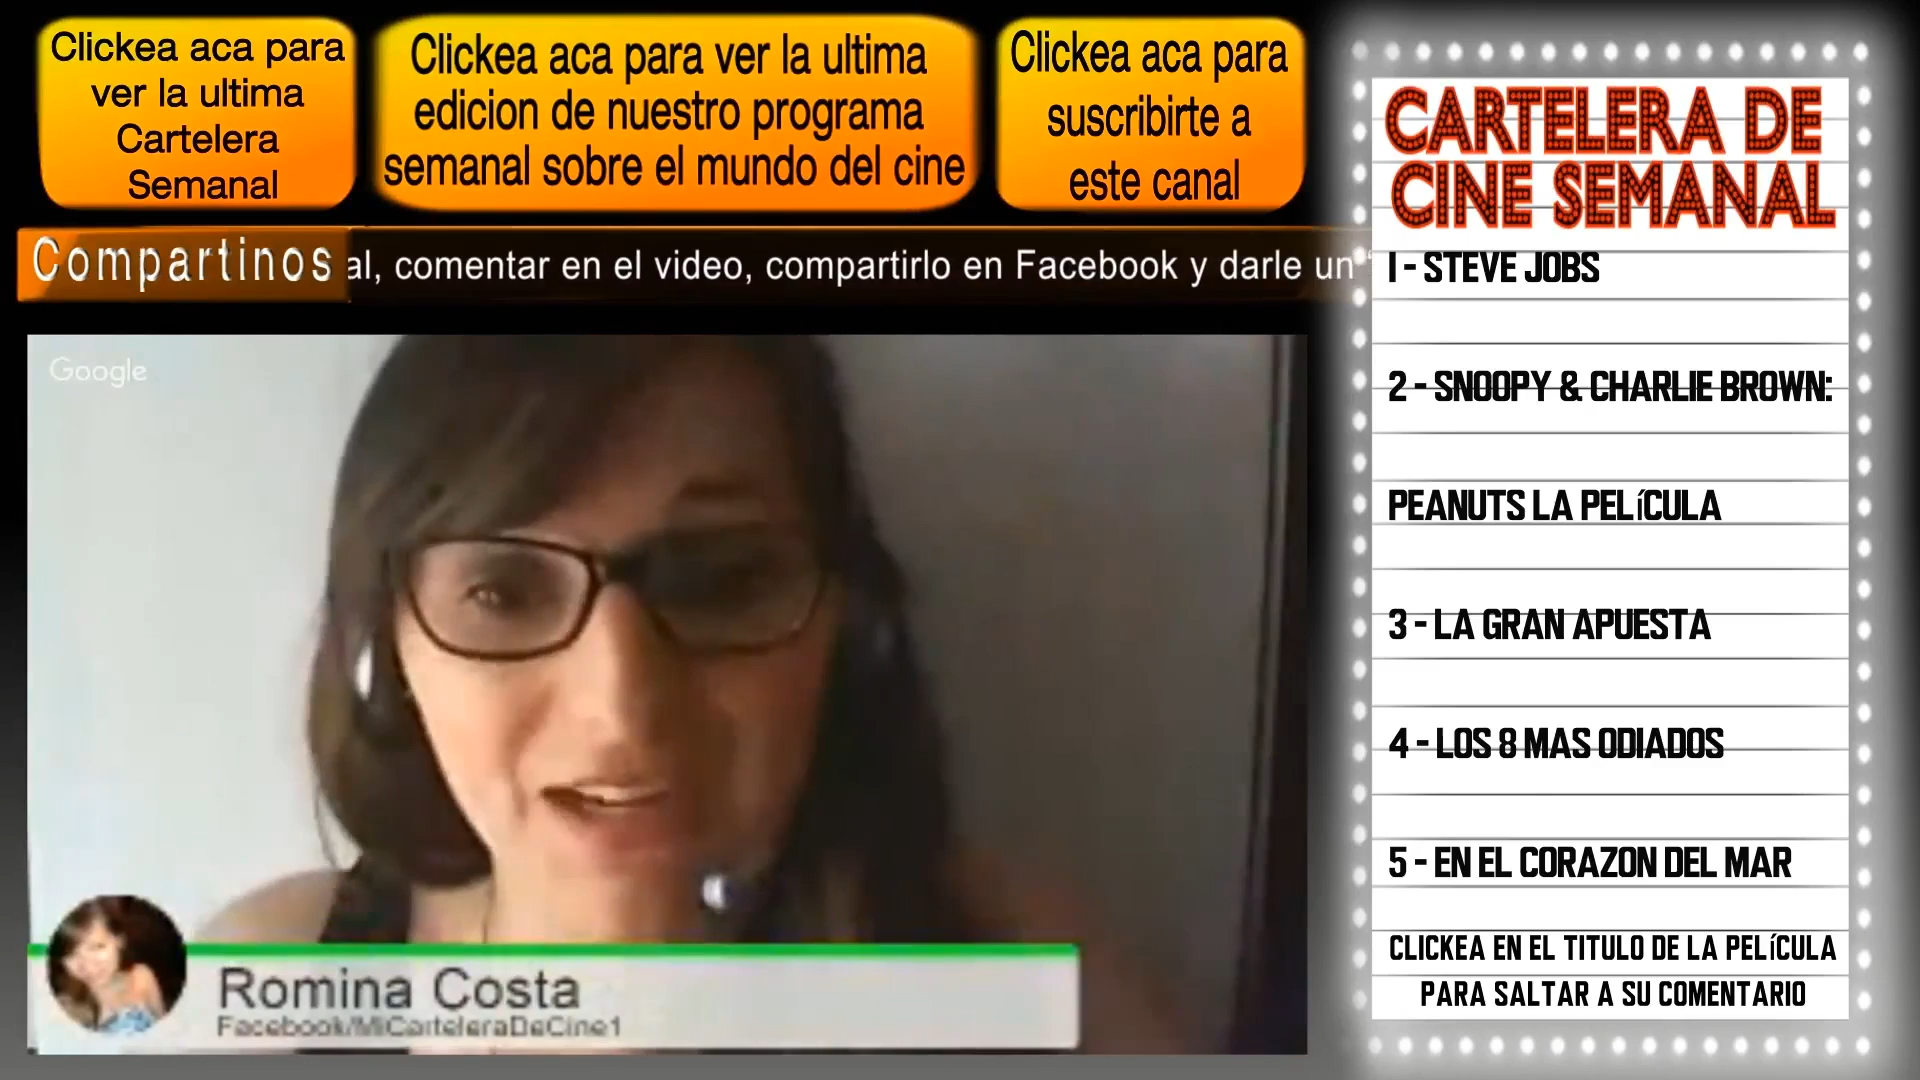 Clickea aca para
ver la ultima
Cartelera
Semanal
Clickea aca para ver la ultima
edicion de nuestro programa
semanal sobre el mundo del cine
Clickea aca para
suscribirte a
este canal
Compartinos
al, comentar en el video, compartirlo en Facebook y darle un "
CARTELERA DE
CINE SEMANAL
1 - STEVE JOBS
2 - SNOOPY & CHARLIE BROWN:
PEANUTS LA PELíCULA
3 - LA GRAN APUESTA
4 - LOS 8 MAS ODIADOS
5 - EN EL CORAZON DEL MAR
CLICKEA EN EL TITULO DE LA PELíCULA
PARA SALTAR A SU COMENTARIO
Google
Romina Costa
Facebook/MiCarteleraDeCine1